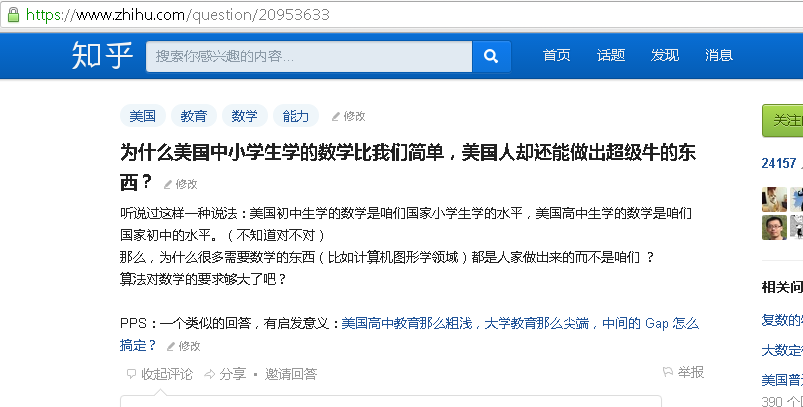 https://www.zhihu.com/question/20953633
知乎 搜索你感兴趣的内容... 首页 话题 发现 消息
美国 教育 数学 能力 修改
关注
为什么美国中小学生学的数学比我们简单，美国人却还能做出超级牛的东
西？ 修改
24157
听说过这样一种说法：美国初中生学的数学是咱们国家小学生学的水平，美国高中生学的数学是咱们
国家初中的水平。（不知道对不对）
那么，为什么很多需要数学的东西（比如计算机图形学领域）都是人家做出来的而不是咱们 ？
算法对数学的要求够大了吧？
相关问
PPS：一个类似的回答，有启发意义：美国高中教育那么粗浅，大学教育那么尖端，中间的 Gap 怎么
搞定？ 修改
复数的
大数定
收起评论 分享 • 邀请回答 举报
美国普
390 个